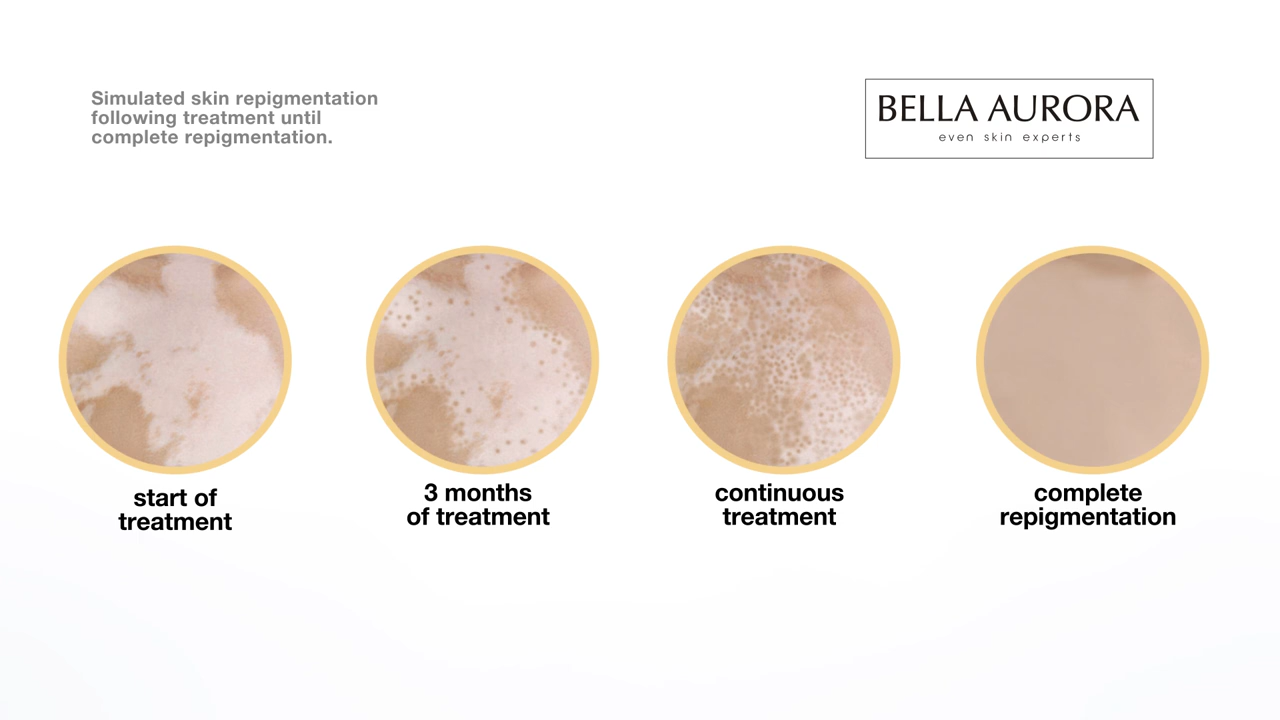 Simulated skin repigmentation
following treatment until
complete repigmentation.
BELLA AURORA
even skin experts
start of
treatment
3 months
of treatment
continuous
treatment
complete
repigmentation